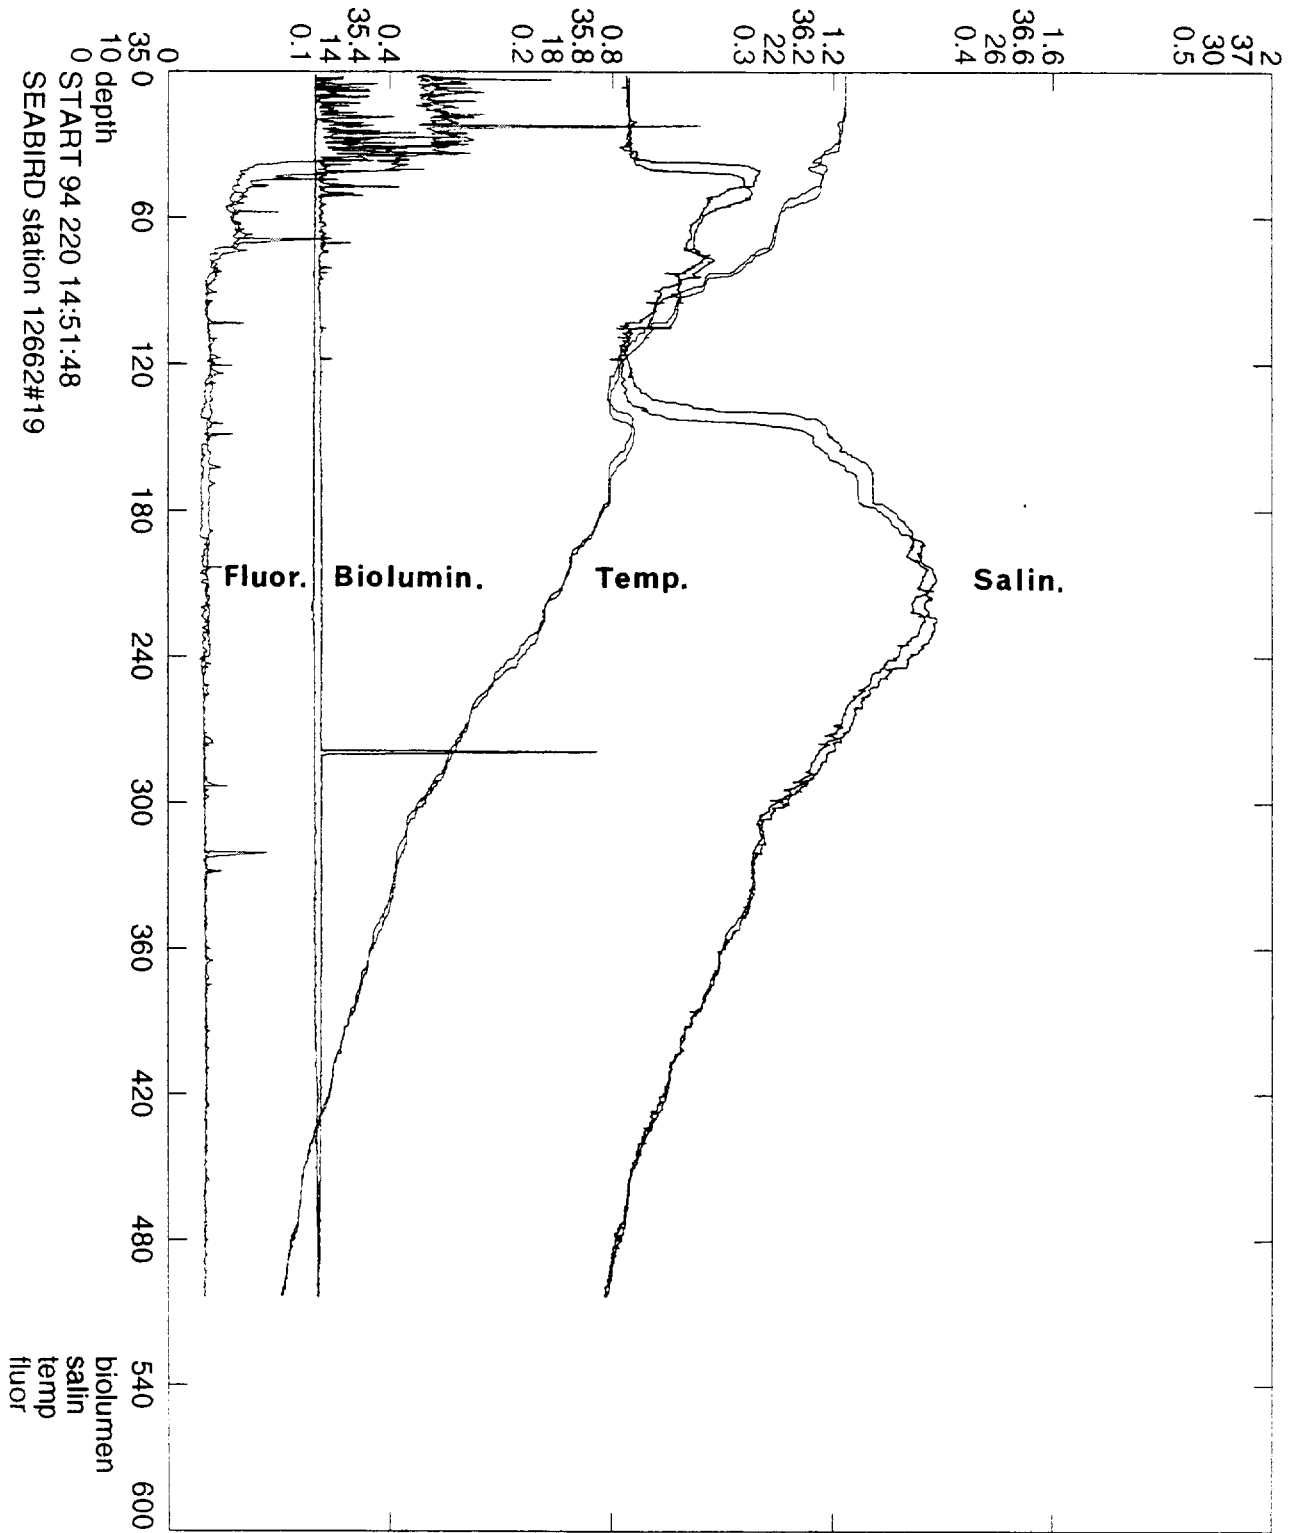 2
37
30
0.5
1.6
36.6
26
0.4
1.2
36.2
22
0.3
Salin.
0.8
35.8
18
0.2
Temp.
0.4
35.4
14
0.1
Biolumin.
Fluor.
0
35
10
0
0 60 120 180 240 300 360 420 480 540 600
depth
START 94 220 14:51:48
SEABIRD station 12662#19
biolumen
salin
temp
fluor